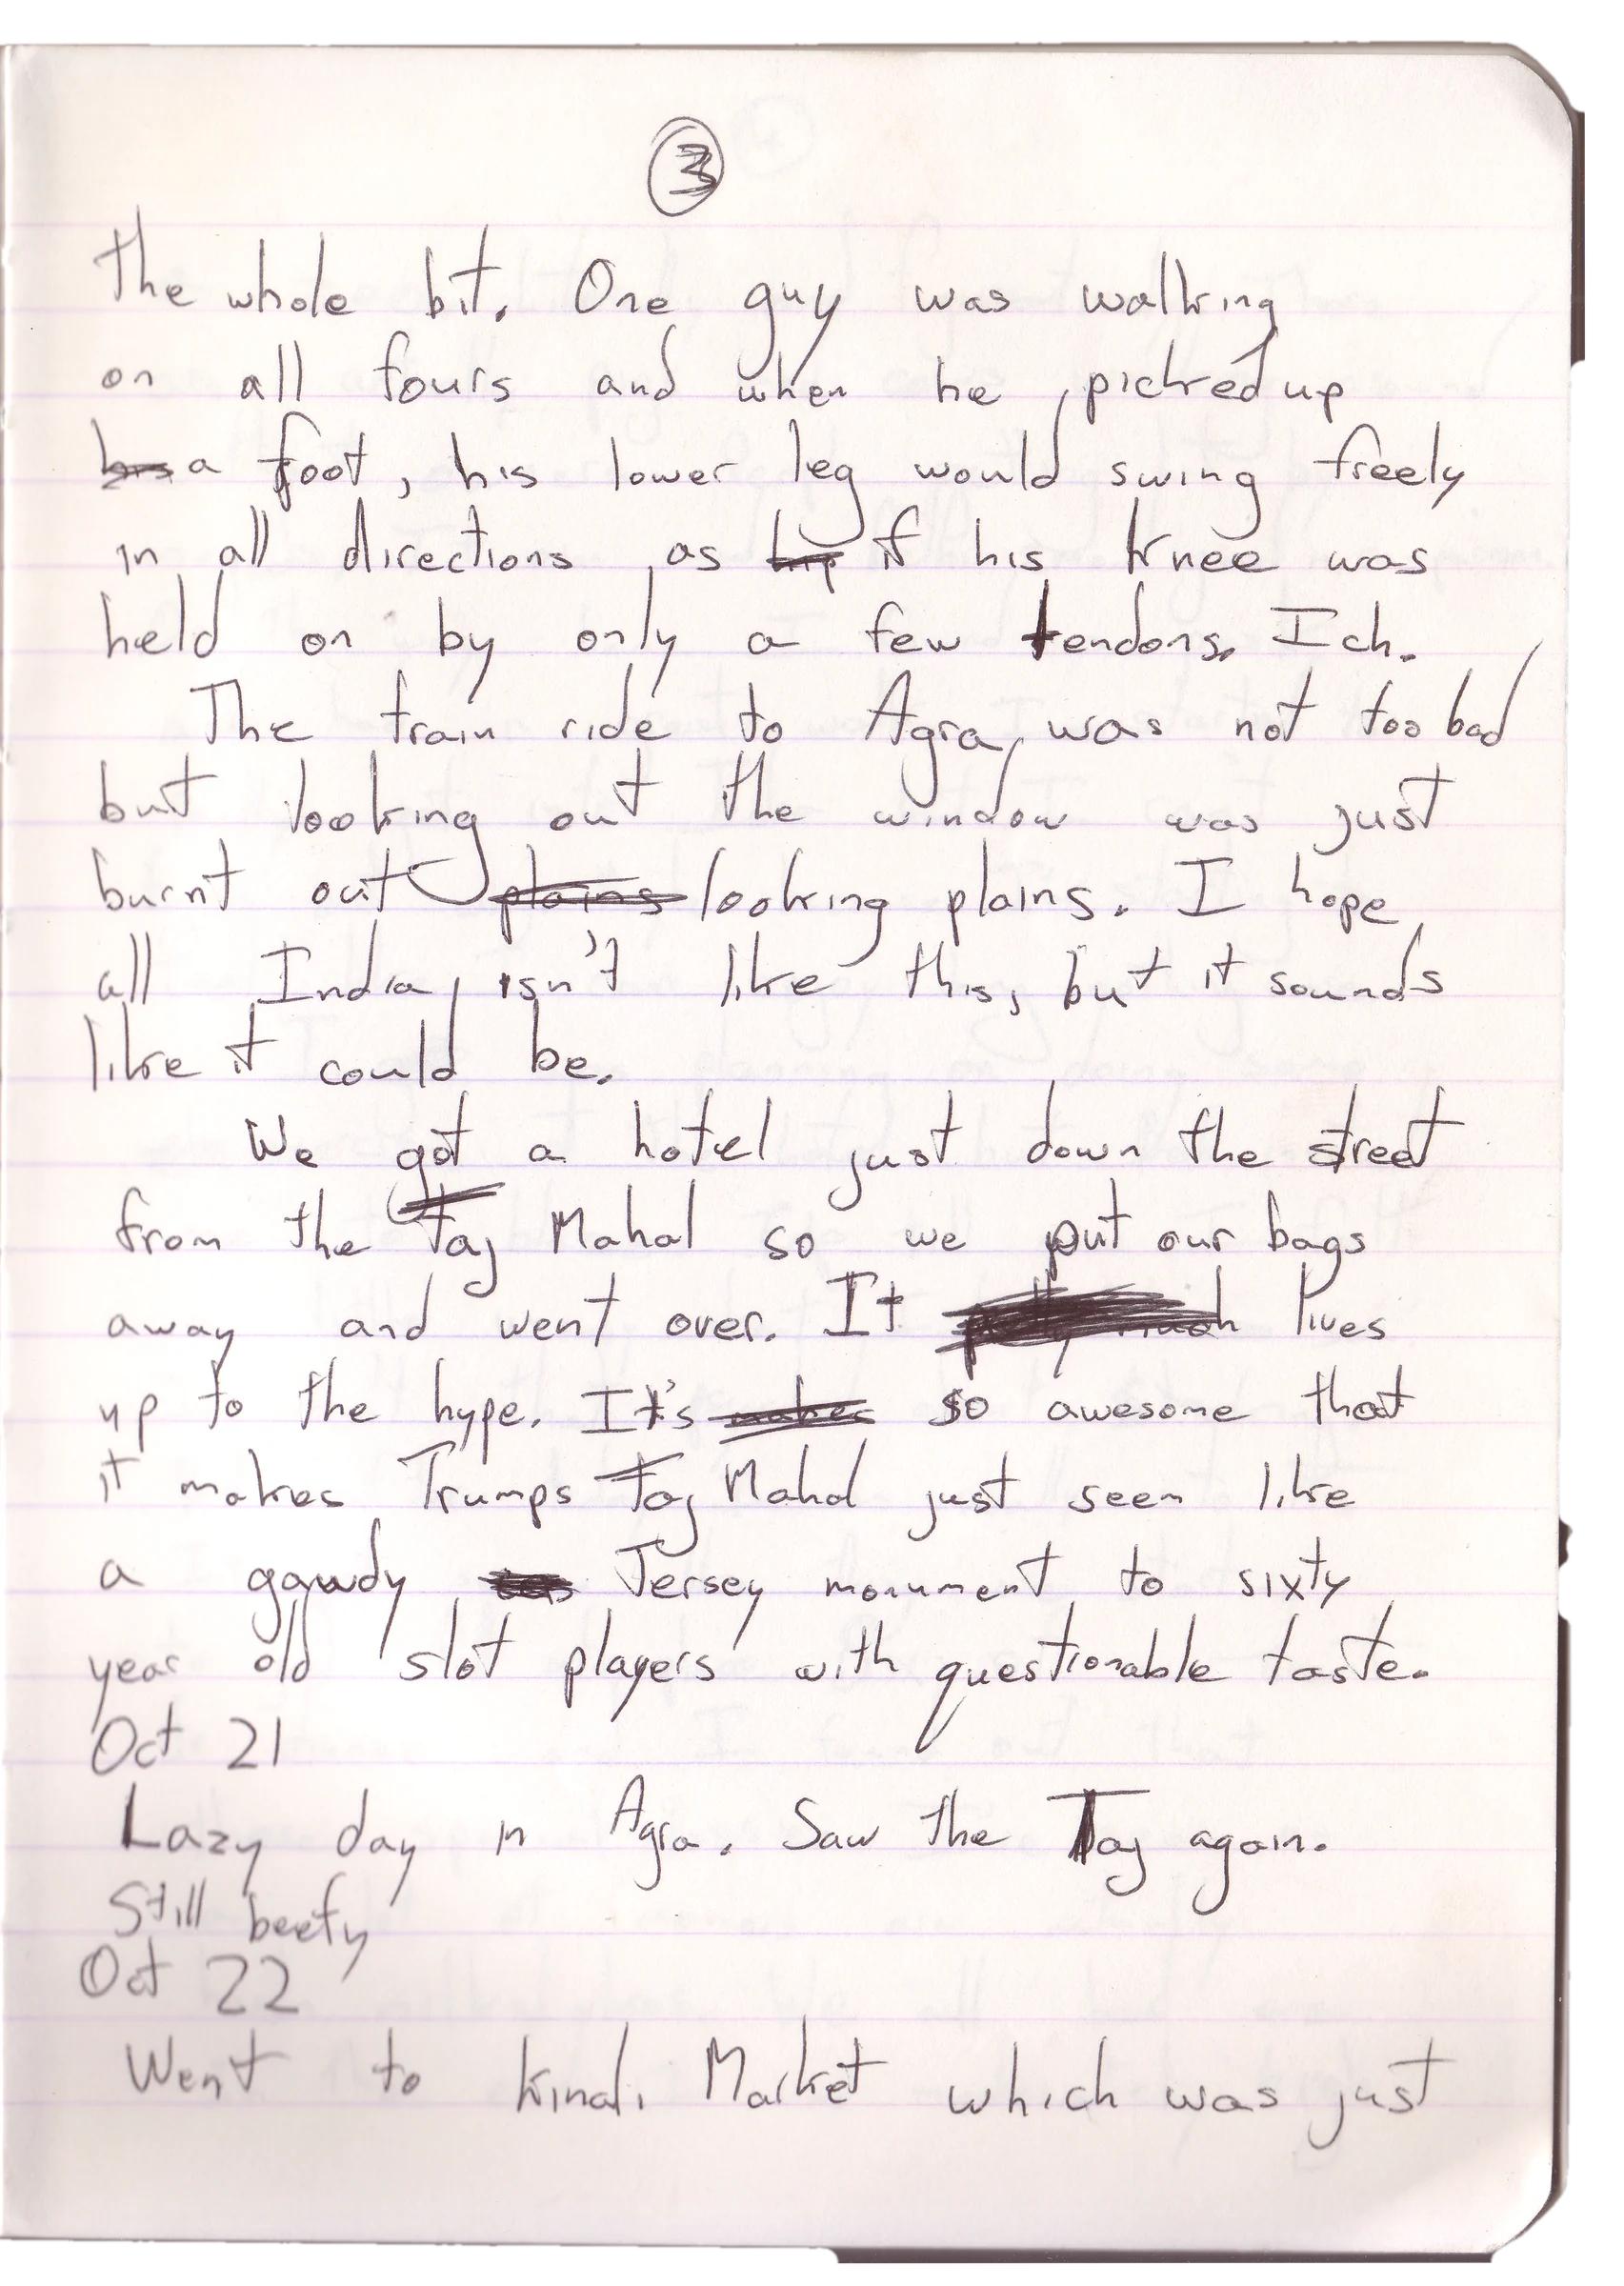 3
the whole bit. One guy was walking
on all fours and when he picked up
his a foot, his lower leg would swing freely
in all directions as hip if his knee was
held on by only a few tendons. Ich.
The train ride to Agra was not too bad
but looking out the window was just
burnt out plains looking plains. I hope
all India isn't like this, but it sounds
like it could be.
We got a hotel just down the street
from the Taj Mahal so we put our bags
away and went over. It pretty much lives
up to the hype. It's makes so awesome that
it makes Trumps Taj Mahal just seem like
a gawdy Jersey monument to sixty
year old slot players with questionable taste.
Oct 21
Lazy day in Agra. Saw the Taj again.
Still beefy
Oct 22
Went to Kinari Market which was just